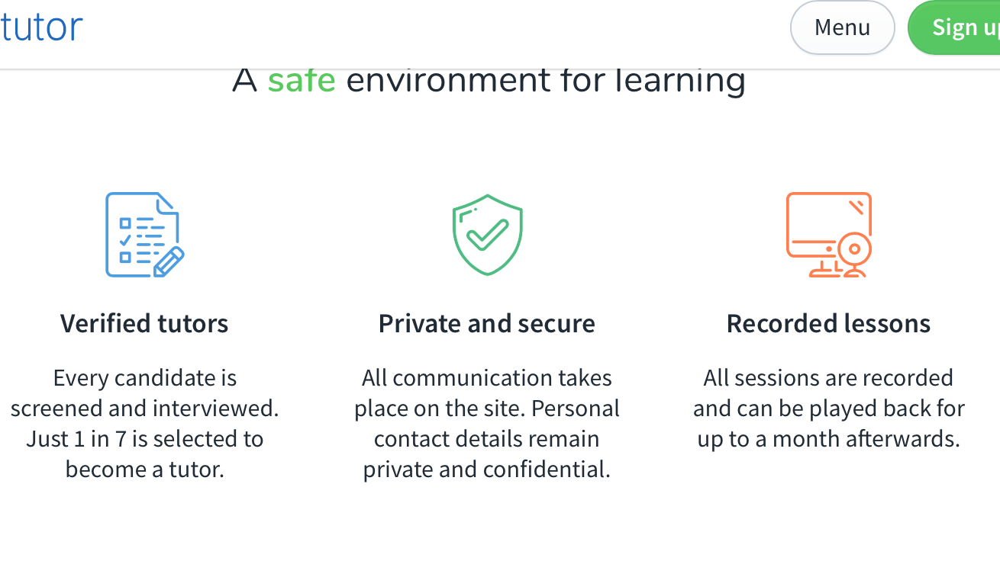 tutor
Menu
Sign up
A safe environment for learning
Verified tutors
Every candidate is
screened and interviewed.
Just 1 in 7 is selected to
become a tutor.
Private and secure
All communication takes
place on the site. Personal
contact details remain
private and confidential.
Recorded lessons
All sessions are recorded
and can be played back for
up to a month afterwards.